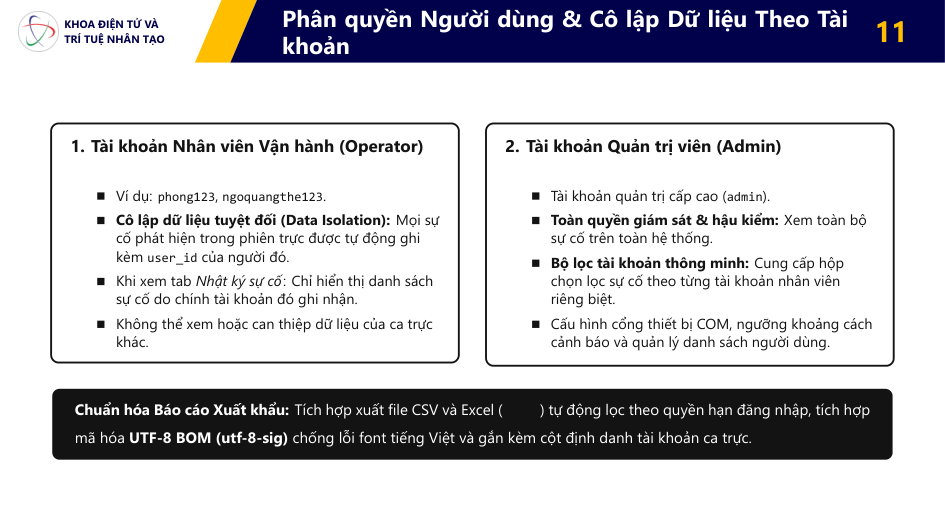 KHOA ĐIỆN TỬ VÀ
TRÍ TUỆ NHÂN TẠO
Phân quyền Người dùng & Cô lập Dữ liệu Theo Tài
khoản
11
1. Tài khoản Nhân viên Vận hành (Operator)
▪ Ví dụ: phong123, ngoquangthe123.
▪ Cô lập dữ liệu tuyệt đối (Data Isolation): Mọi sự
cố phát hiện trong phiên trực được tự động ghi
kèm user_id của người đó.
▪ Khi xem tab Nhật ký sự cố: Chỉ hiển thị danh sách
sự cố do chính tài khoản đó ghi nhận.
▪ Không thể xem hoặc can thiệp dữ liệu của ca trực
khác.
2. Tài khoản Quản trị viên (Admin)
▪ Tài khoản quản trị cấp cao (admin).
▪ Toàn quyền giám sát & hậu kiểm: Xem toàn bộ
sự cố trên toàn hệ thống.
▪ Bộ lọc tài khoản thông minh: Cung cấp hộp
chọn lọc sự cố theo từng tài khoản nhân viên
riêng biệt.
▪ Cấu hình cổng thiết bị COM, ngưỡng khoảng cách
cảnh báo và quản lý danh sách người dùng.
Chuẩn hóa Báo cáo Xuất khẩu: Tích hợp xuất file CSV và Excel ( ) tự động lọc theo quyền hạn đăng nhập, tích hợp
mã hóa UTF-8 BOM (utf-8-sig) chống lỗi font tiếng Việt và gắn kèm cột định danh tài khoản ca trực.